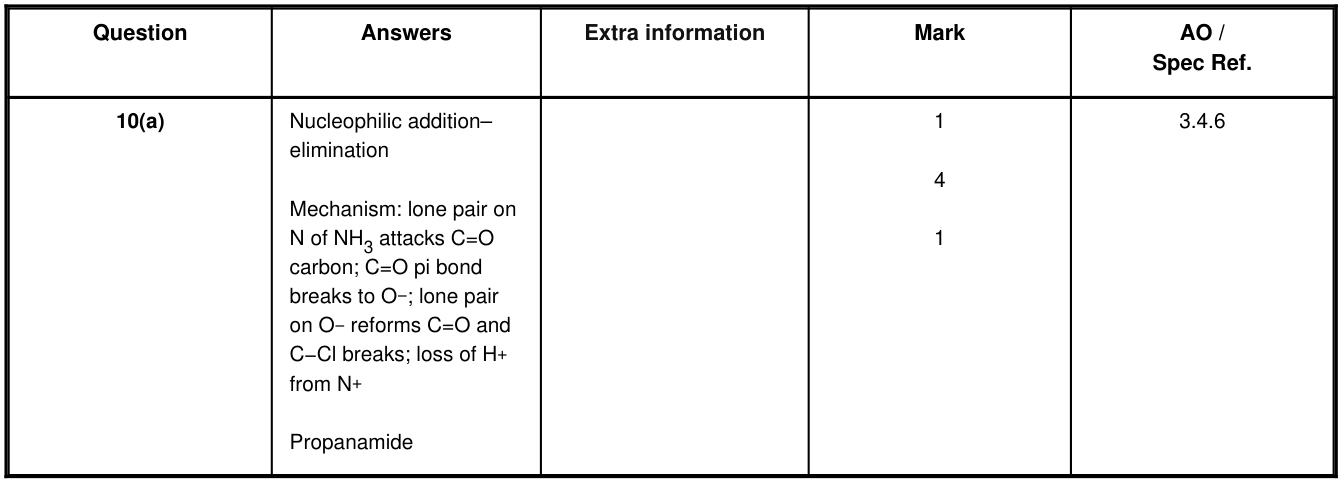 Question Answers Extra information Mark AO /
Spec Ref.
10(a) Nucleophilic addition– 1 3.4.6
elimination
4
Mechanism: lone pair on
N of NH₃ attacks C=O 1
carbon; C=O pi bond
breaks to O⁻; lone pair
on O⁻ reforms C=O and
C–Cl breaks; loss of H⁺
from N⁺
Propanamide